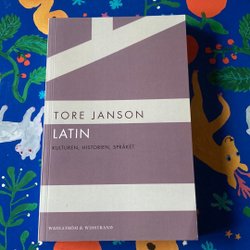 TORE JANSON
LATIN
KULTUREN, HISTORIEN, SPRÅKET
WAHLSTRÖM & WIDSTRAND